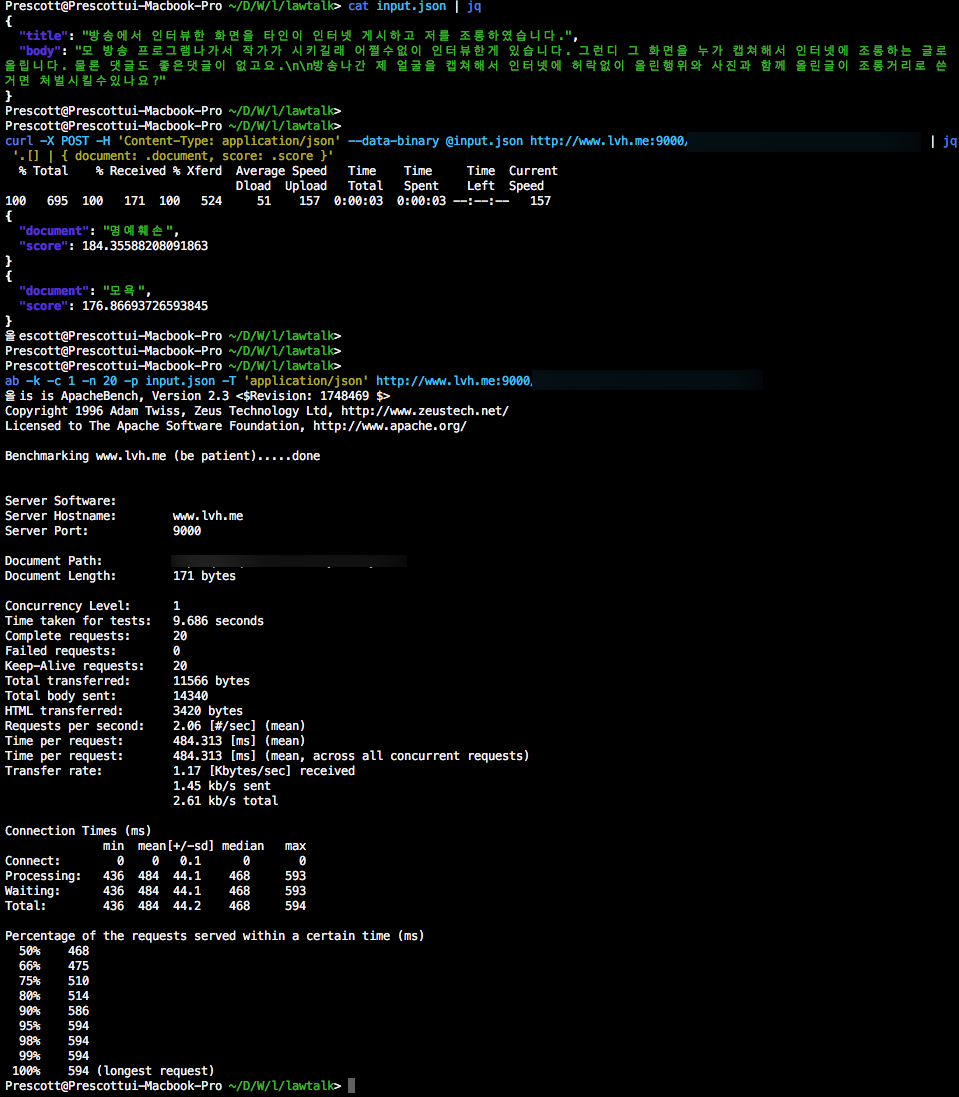 Prescott@Prescottui-Macbook-Pro ~/D/W/l/lawtalk> cat input.json | jq
{
  "title": "방송에서 인터뷰한 화면을 타인이 인터넷 게시하고 저를 조롱하였습니다.",
  "body": "모 방송 프로그램나가서 작가가 시키길래 어쩔수없이 인터뷰한게 있습니다. 그런디 그 화면을 누가 캡쳐해서 인터넷에 조롱하는 글로
올립니다. 물론 댓글도 좋은댓글이 없고요.\n\n방송나간 제 얼굴을 캡쳐해서 인터넷에 허락없이 올린행위와 사진과 함께 올린글이 조롱거리로 쓴
거면 처벌시킬수있나요?"
}
Prescott@Prescottui-Macbook-Pro ~/D/W/l/lawtalk>
Prescott@Prescottui-Macbook-Pro ~/D/W/l/lawtalk>
curl -X POST -H 'Content-Type: application/json' --data-binary @input.json http://www.lvh.me:9000/ | jq
 '.[] | { document: .document, score: .score }'
  % Total    % Received % Xferd  Average Speed   Time    Time     Time  Current
                                 Dload  Upload   Total   Spent    Left  Speed
100   695  100   171  100   524     51    157  0:00:03  0:00:03 --:--:--   157
{
  "document": "명예훼손",
  "score": 184.35588208091863
}
{
  "document": "모욕",
  "score": 176.86693726593845
}
올escott@Prescottui-Macbook-Pro ~/D/W/l/lawtalk>
Prescott@Prescottui-Macbook-Pro ~/D/W/l/lawtalk>
Prescott@Prescottui-Macbook-Pro ~/D/W/l/lawtalk>
ab -k -c 1 -n 20 -p input.json -T 'application/json' http://www.lvh.me:9000/
올is is ApacheBench, Version 2.3 <$Revision: 1748469 $>
Copyright 1996 Adam Twiss, Zeus Technology Ltd, http://www.zeustech.net/
Licensed to The Apache Software Foundation, http://www.apache.org/

Benchmarking www.lvh.me (be patient).....done


Server Software:
Server Hostname:        www.lvh.me
Server Port:            9000

Document Path:
Document Length:        171 bytes

Concurrency Level:      1
Time taken for tests:   9.686 seconds
Complete requests:      20
Failed requests:        0
Keep-Alive requests:    20
Total transferred:      11566 bytes
Total body sent:        14340
HTML transferred:       3420 bytes
Requests per second:    2.06 [#/sec] (mean)
Time per request:       484.313 [ms] (mean)
Time per request:       484.313 [ms] (mean, across all concurrent requests)
Transfer rate:          1.17 [Kbytes/sec] received
                        1.45 kb/s sent
                        2.61 kb/s total

Connection Times (ms)
              min  mean[+/-sd] median   max
Connect:        0    0   0.1      0       0
Processing:   436  484  44.1    468     593
Waiting:      436  484  44.1    468     593
Total:        436  484  44.2    468     594

Percentage of the requests served within a certain time (ms)
  50%    468
  66%    475
  75%    510
  80%    514
  90%    586
  95%    594
  98%    594
  99%    594
 100%    594 (longest request)
Prescott@Prescottui-Macbook-Pro ~/D/W/l/lawtalk>